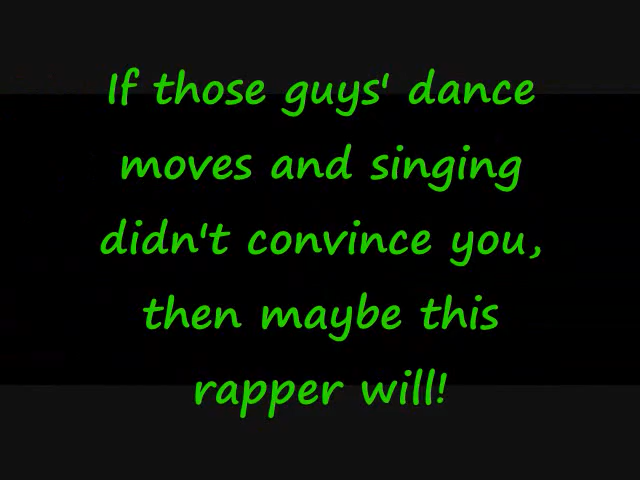 If those guys' dance
moves and singing
didn't convince you,
then maybe this
rapper will!